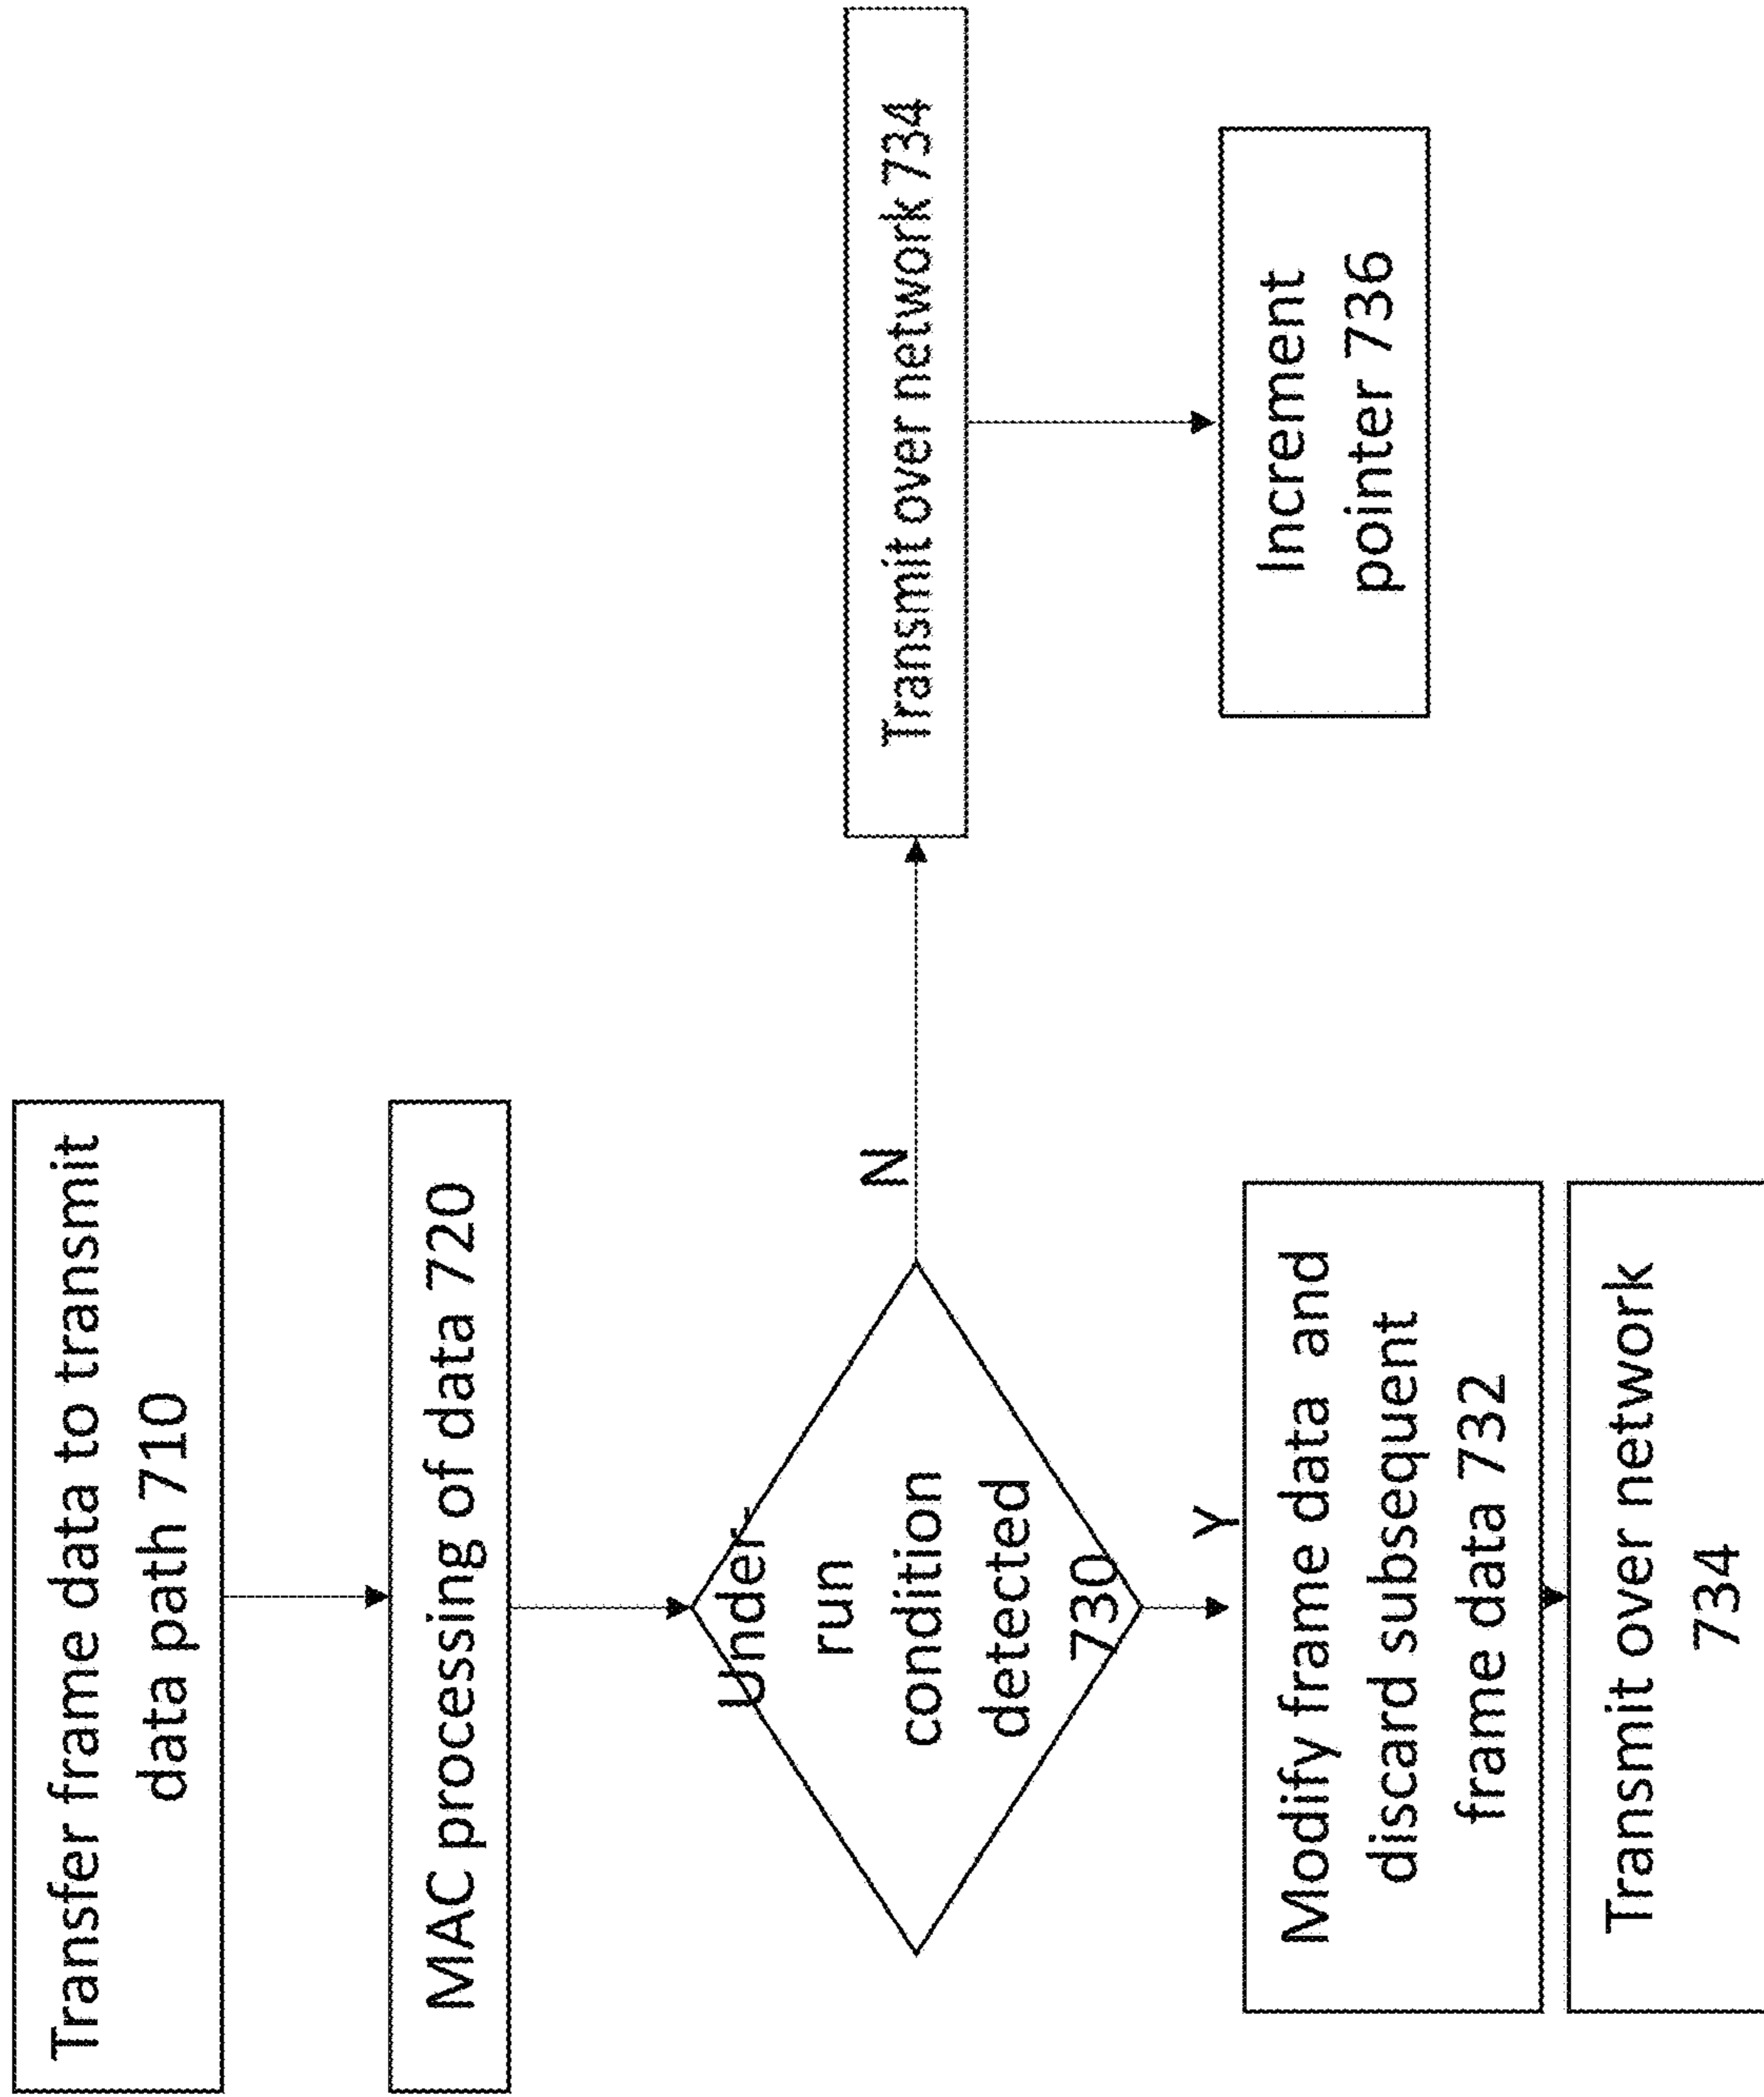 Transfer frame data to transmit
data path 710
MAC processing of data 720
Under-
run
condition
detected
730
N
Transmit over network 734
Increment
pointer 736
Y
Modify frame data and
discard subsequent
frame data 732
Transmit over network
734